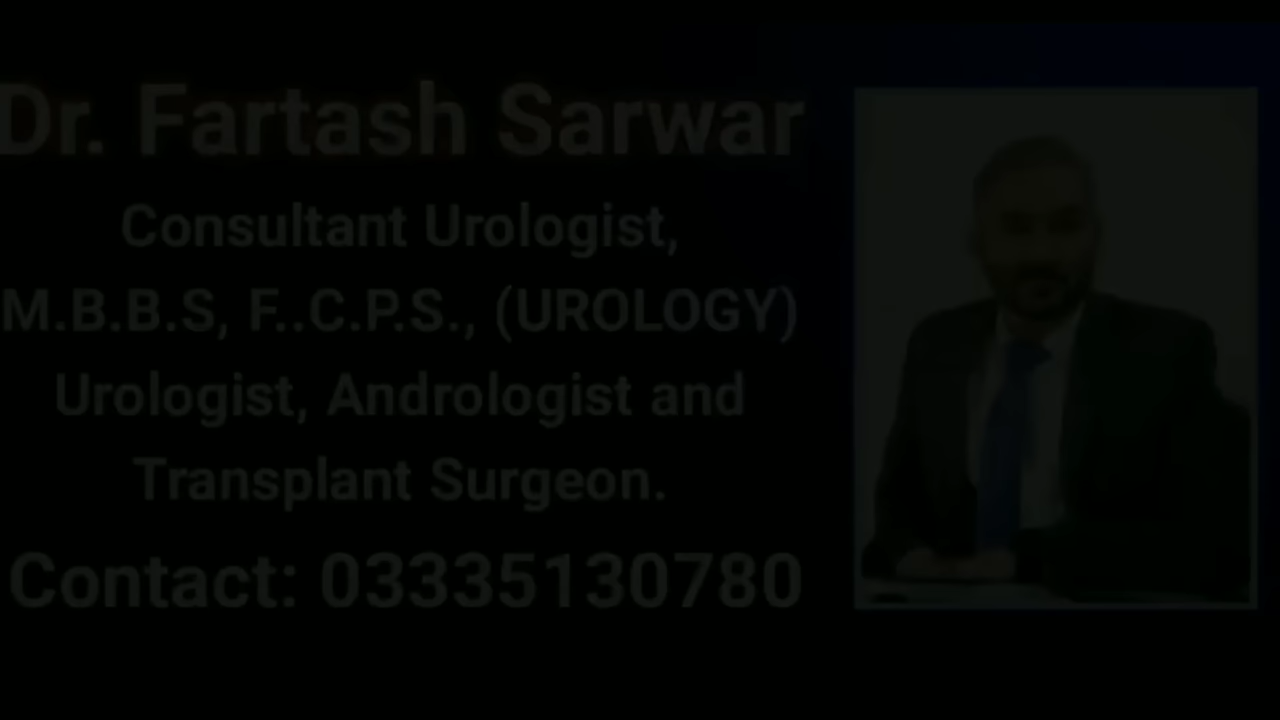 Dr. Fartash Sarwar
Consultant Urologist,
M.B.B.S, F..C.P.S., (UROLOGY)
Urologist, Andrologist and
Transplant Surgeon.
Contact: 03335130780